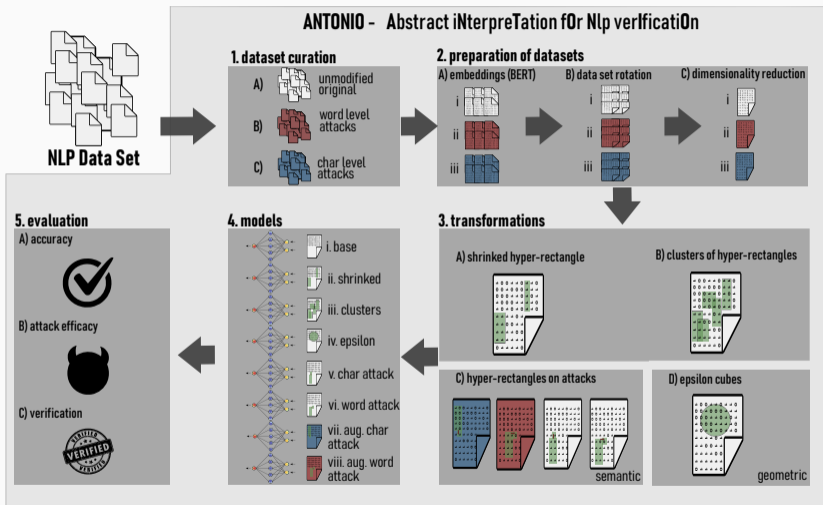 ANTONIO - Abstract iNterpreTation fOr Nlp verIficatiOn
NLP Data Set
1. dataset curation
A) unmodified
original
B) word level
attacks
C) char level
attacks
2. preparation of datasets
A) embeddings (BERT)
i
ii
iii
B) data set rotation
i
ii
iii
C) dimensionality reduction
i
ii
iii
3. transformations
A) shrinked hyper-rectangle
B) clusters of hyper-rectangles
C) hyper-rectangles on attacks
semantic
D) epsilon cubes
geometric
4. models
i. base
ii. shrinked
iii. clusters
iv. epsilon
v. char attack
vi. word attack
vii. aug. char
attack
viii. aug. word
attack
5. evaluation
A) accuracy
B) attack efficacy
C) verification
VERIFIED
VERIFIED
VERIFIED